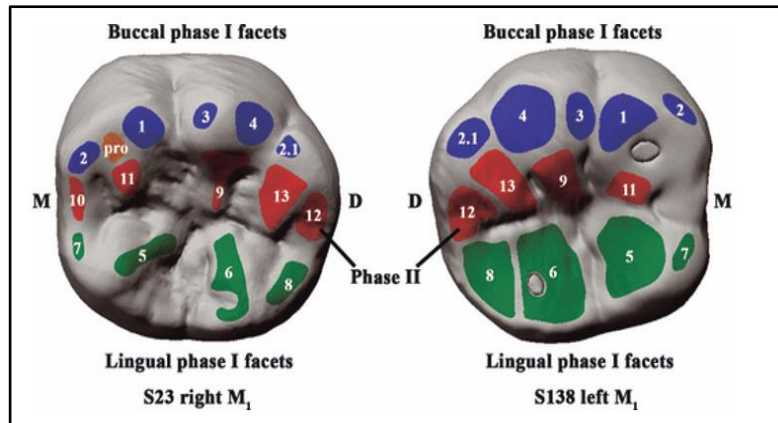 Buccal phase I facets
Buccal phase I facets
1
3
4
2
pro
2.1
11
10
9
13
12
M
D
7
5
6
8
4
3
1
2
2.1
13
9
11
12
D
M
8
6
5
7
Phase II
Lingual phase I facets
Lingual phase I facets
S23 right M₁
S138 left M₁